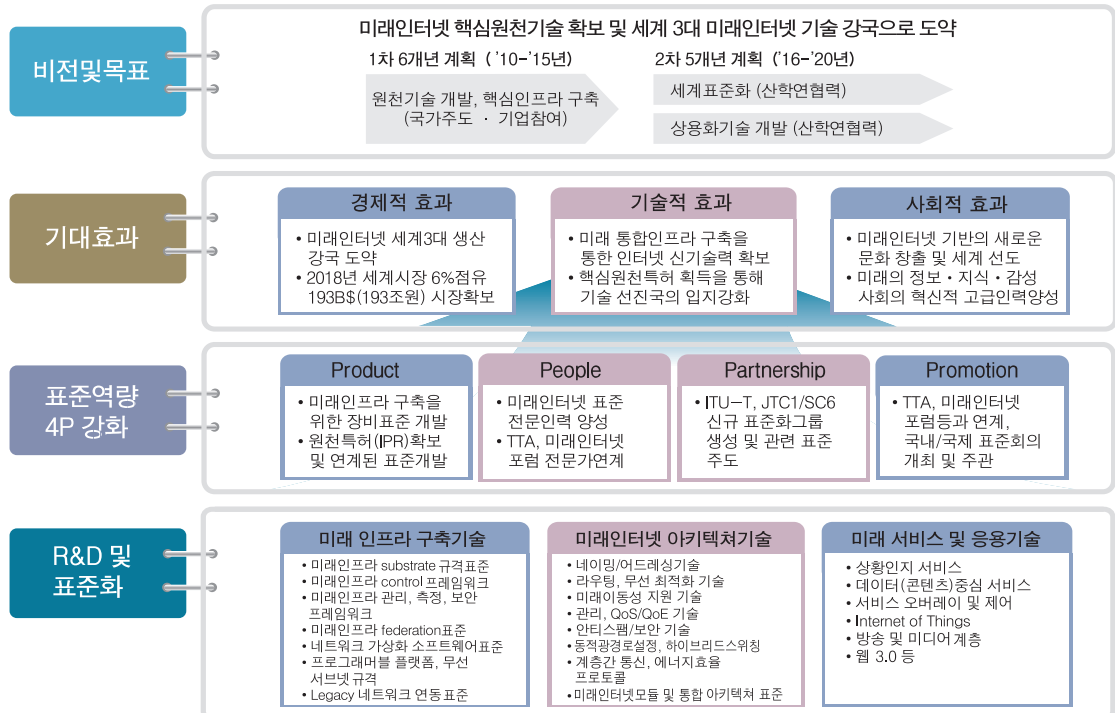 비전및목표
미래인터넷 핵심원천기술 확보 및 세계 3대 미래인터넷 기술 강국으로 도약
1차 6개년 계획 ('10-'15년)
원천기술 개발, 핵심인프라 구축
(국가주도 · 기업참여)
2차 5개년 계획 ('16-'20년)
세계표준화 (산학연협력)
상용화기술 개발 (산학연협력)
기대효과
경제적 효과
• 미래인터넷 세계3대 생산
강국 도약
• 2018년 세계시장 6%점유
193B$(193조원) 시장확보
기술적 효과
• 미래 통합인프라 구축을
통한 인터넷 신기술력 확보
• 핵심원천특허 획득을 통해
기술 선진국의 입지강화
사회적 효과
• 미래인터넷 기반의 새로운
문화 창출 및 세계 선도
• 미래의 정보 · 지식 · 감성
사회의 혁신적 고급인력양성
표준역량
4P 강화
Product
• 미래인프라 구축을
위한 장비표준 개발
• 원천특허(IPR)확보
및 연계된 표준개발
People
• 미래인터넷 표준
전문인력 양성
• TTA, 미래인터넷
포럼 전문가연계
Partnership
• ITU-T, JTC1/SC6
신규 표준화그룹
생성 및 관련 표준
주도
Promotion
• TTA, 미래인터넷
포럼등과 연계,
국내/국제 표준회의
개최 및 주관
R&D 및
표준화
미래 인프라 구축기술
• 미래인프라 substrate 규격표준
• 미래인프라 control 프레임워크
• 미래인프라 관리, 측정, 보안
프레임워크
• 미래인프라 federation표준
• 네트워크 가상화 소프트웨어표준
• 프로그래머블 플랫폼, 무선
서브넷 규격
• Legacy 네트워크 연동 표준
미래인터넷 아키텍쳐기술
• 네이밍/어드레싱기술
• 라우팅, 무선 최적화 기술
• 미래이동성 지원 기술
• 관리, QoS/QoE 기술
• 안티스팸/보안 기술
• 동적광경로설정, 하이브리드스위칭
• 계층간 통신, 에너지효율
프로토콜
• 미래인터넷모듈 및 통합 아키텍쳐 표준
미래 서비스 및 응용기술
• 상황인지 서비스
• 데이터(콘텐츠)중심 서비스
• 서비스 오버레이 및 제어
• Internet of Things
• 방송 및 미디어 계층
• 웹 3.0 등